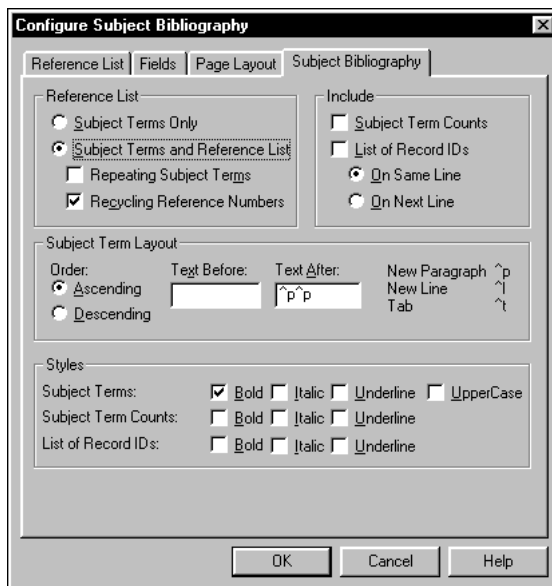 Configure Subject Bibliography
Reference List Fields Page Layout Subject Bibliography
Reference List
Subject Terms Only
Subject Terms and Reference List
Repeating Subject Terms
Recycling Reference Numbers
Include
Subject Term Counts
List of Record IDs
On Same Line
On Next Line
Subject Term Layout
Order: Text Before: Text After:
Ascending ^p^p
Descending
New Paragraph ^p
New Line ^l
Tab ^t
Styles
Subject Terms: Bold Italic Underline UpperCase
Subject Term Counts: Bold Italic Underline
List of Record IDs: Bold Italic Underline
OK Cancel Help